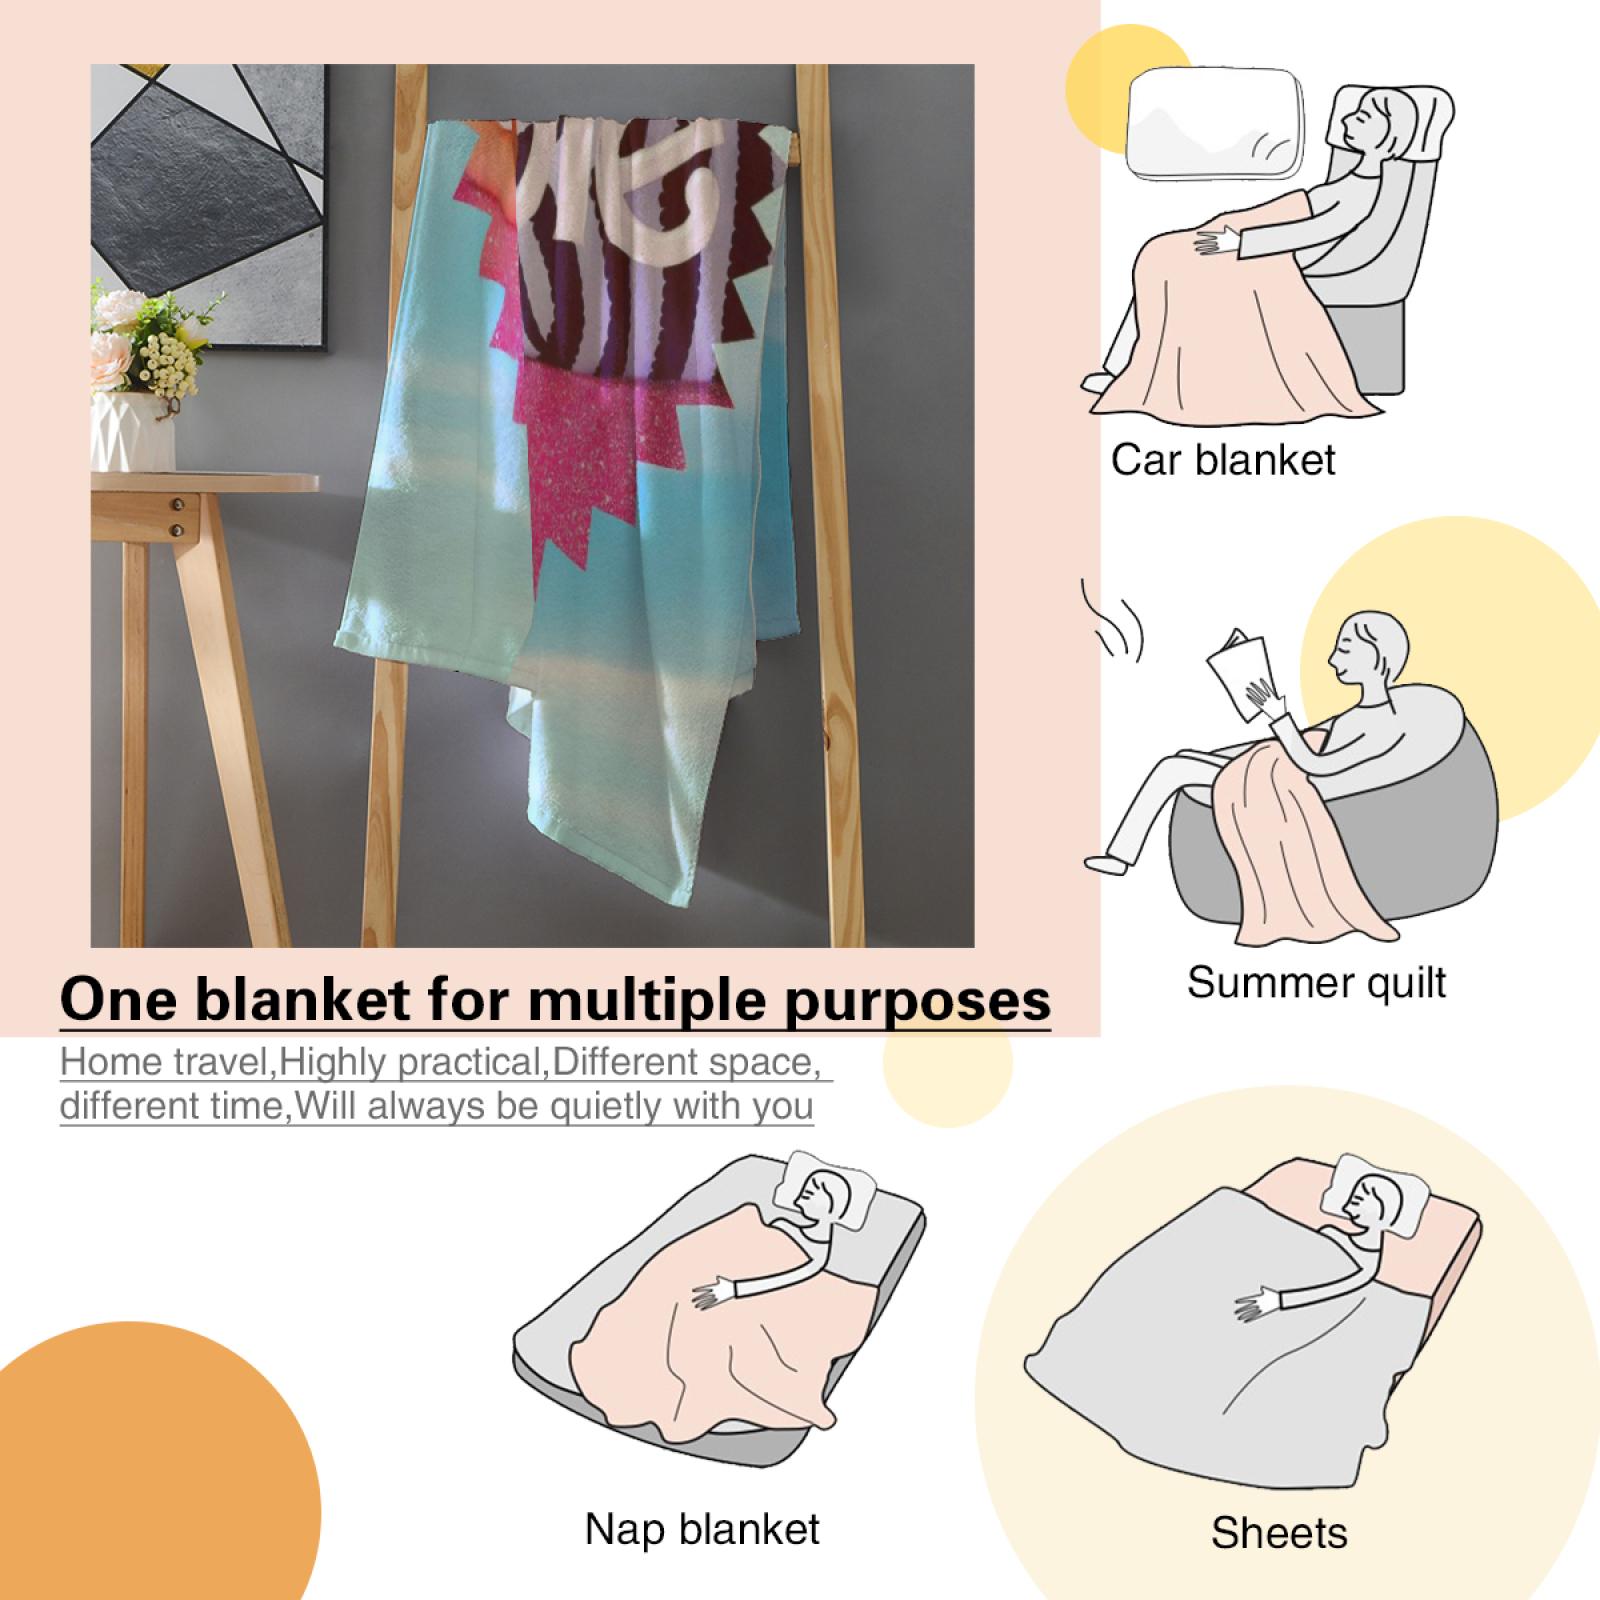 One blanket for multiple purposes
Home travel,Highly practical,Different space,
different time,Will always be quietly with you
Car blanket
Summer quilt
Nap blanket
Sheets